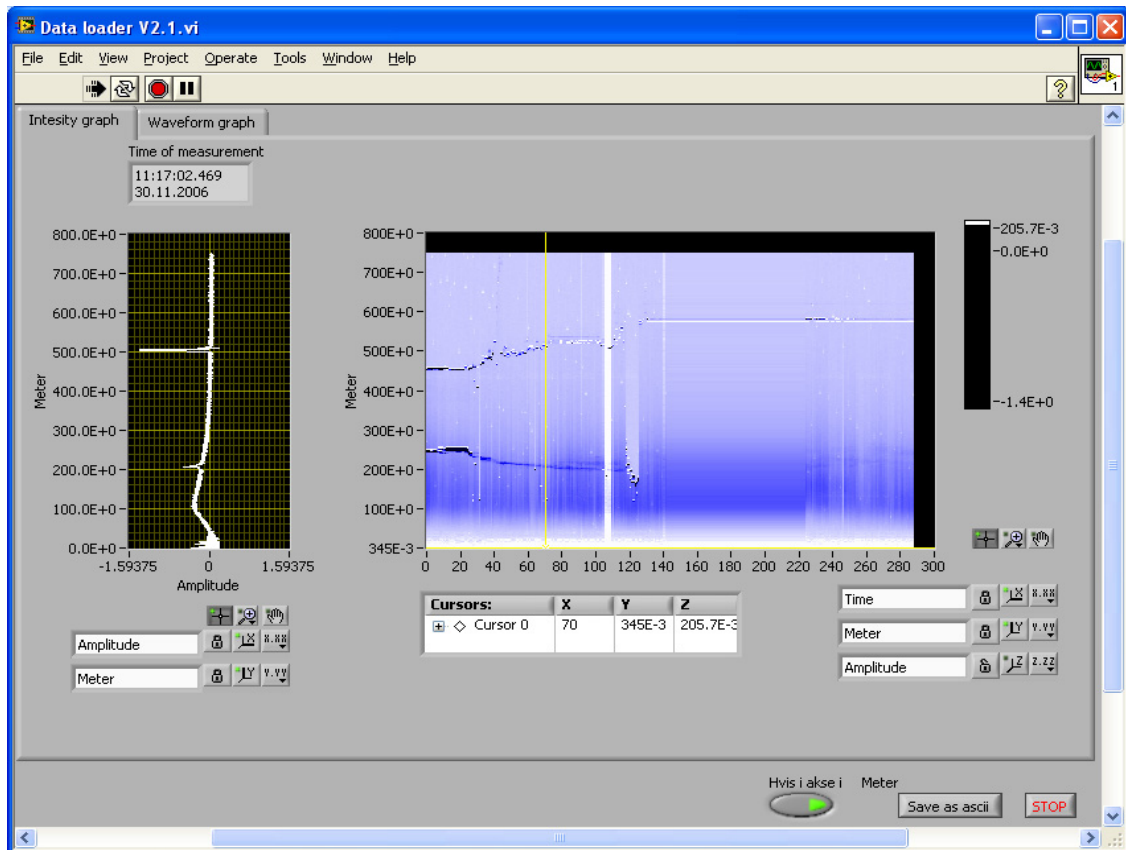 Data loader V2.1.vi
File Edit View Project Operate Tools Window Help
1
Intesity graph Waveform graph
Time of measurement
11:17:02.469
30.11.2006
800.0E+0
700.0E+0
600.0E+0
500.0E+0
400.0E+0
300.0E+0
200.0E+0
100.0E+0
0.0E+0
Meter
-1.59375 0 1.59375
Amplitude
800E+0
700E+0
600E+0
500E+0
400E+0
300E+0
200E+0
100E+0
345E-3
Meter
0 20 40 60 80 100 120 140 160 180 200 220 240 260 280 300
-205.7E-3
-0.0E+0
--1.4E+0
Cursors: X Y Z
Cursor 0 70 345E-3 205.7E-3
Amplitude X X.XX
Meter Y Y.YY
Time X X.XX
Meter Y Y.YY
Amplitude Z Z.ZZ
Hvis i akse i Meter
Save as ascii STOP